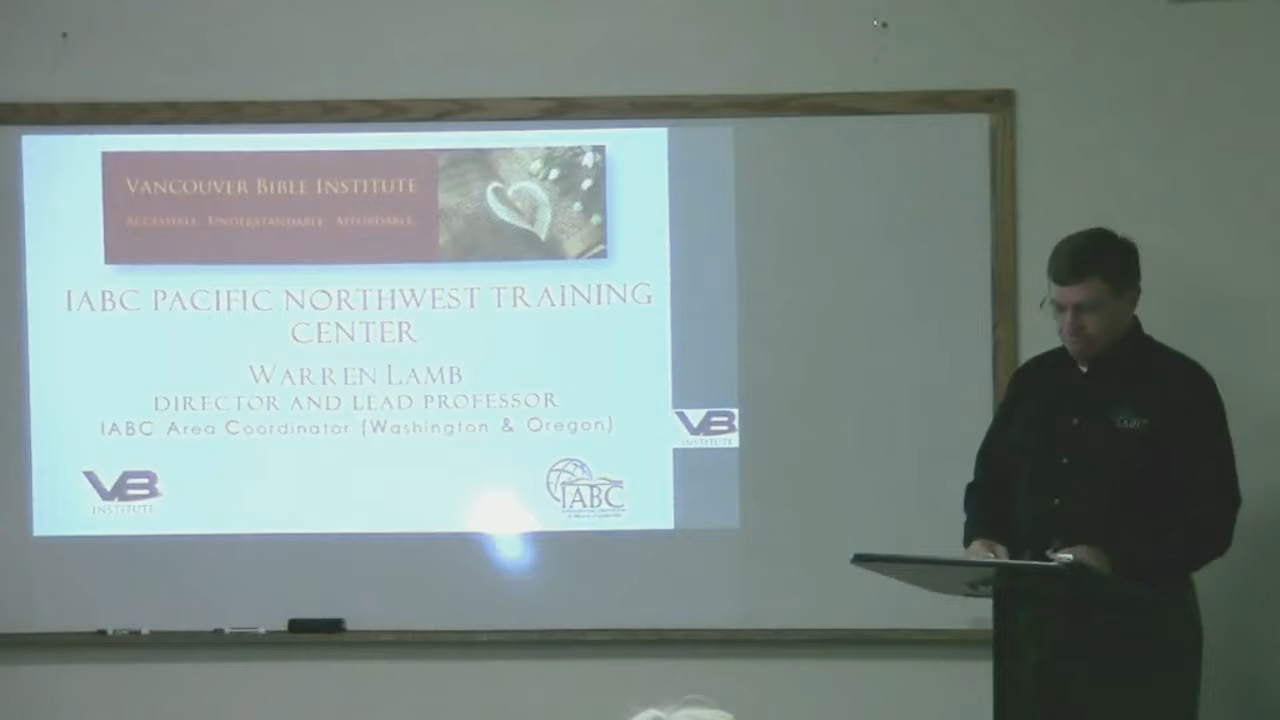 VANCOUVER BIBLE INSTITUTE
ACCESSIBLE. UNDERSTANDABLE. AFFORDABLE.
IABC PACIFIC NORTHWEST TRAINING
CENTER
WARREN LAMB
DIRECTOR AND LEAD PROFESSOR
IABC Area Coordinator (Washington & Oregon)
VB
INSTITUTE
IABC
VB
INSTITUTE
IABC